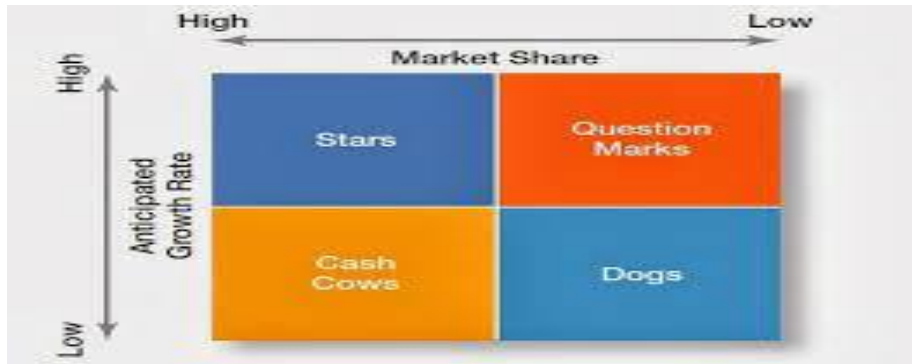 High Low
Market Share
High
Anticipated
Growth Rate
Low
Stars
Question
Marks
Cash
Cows
Dogs